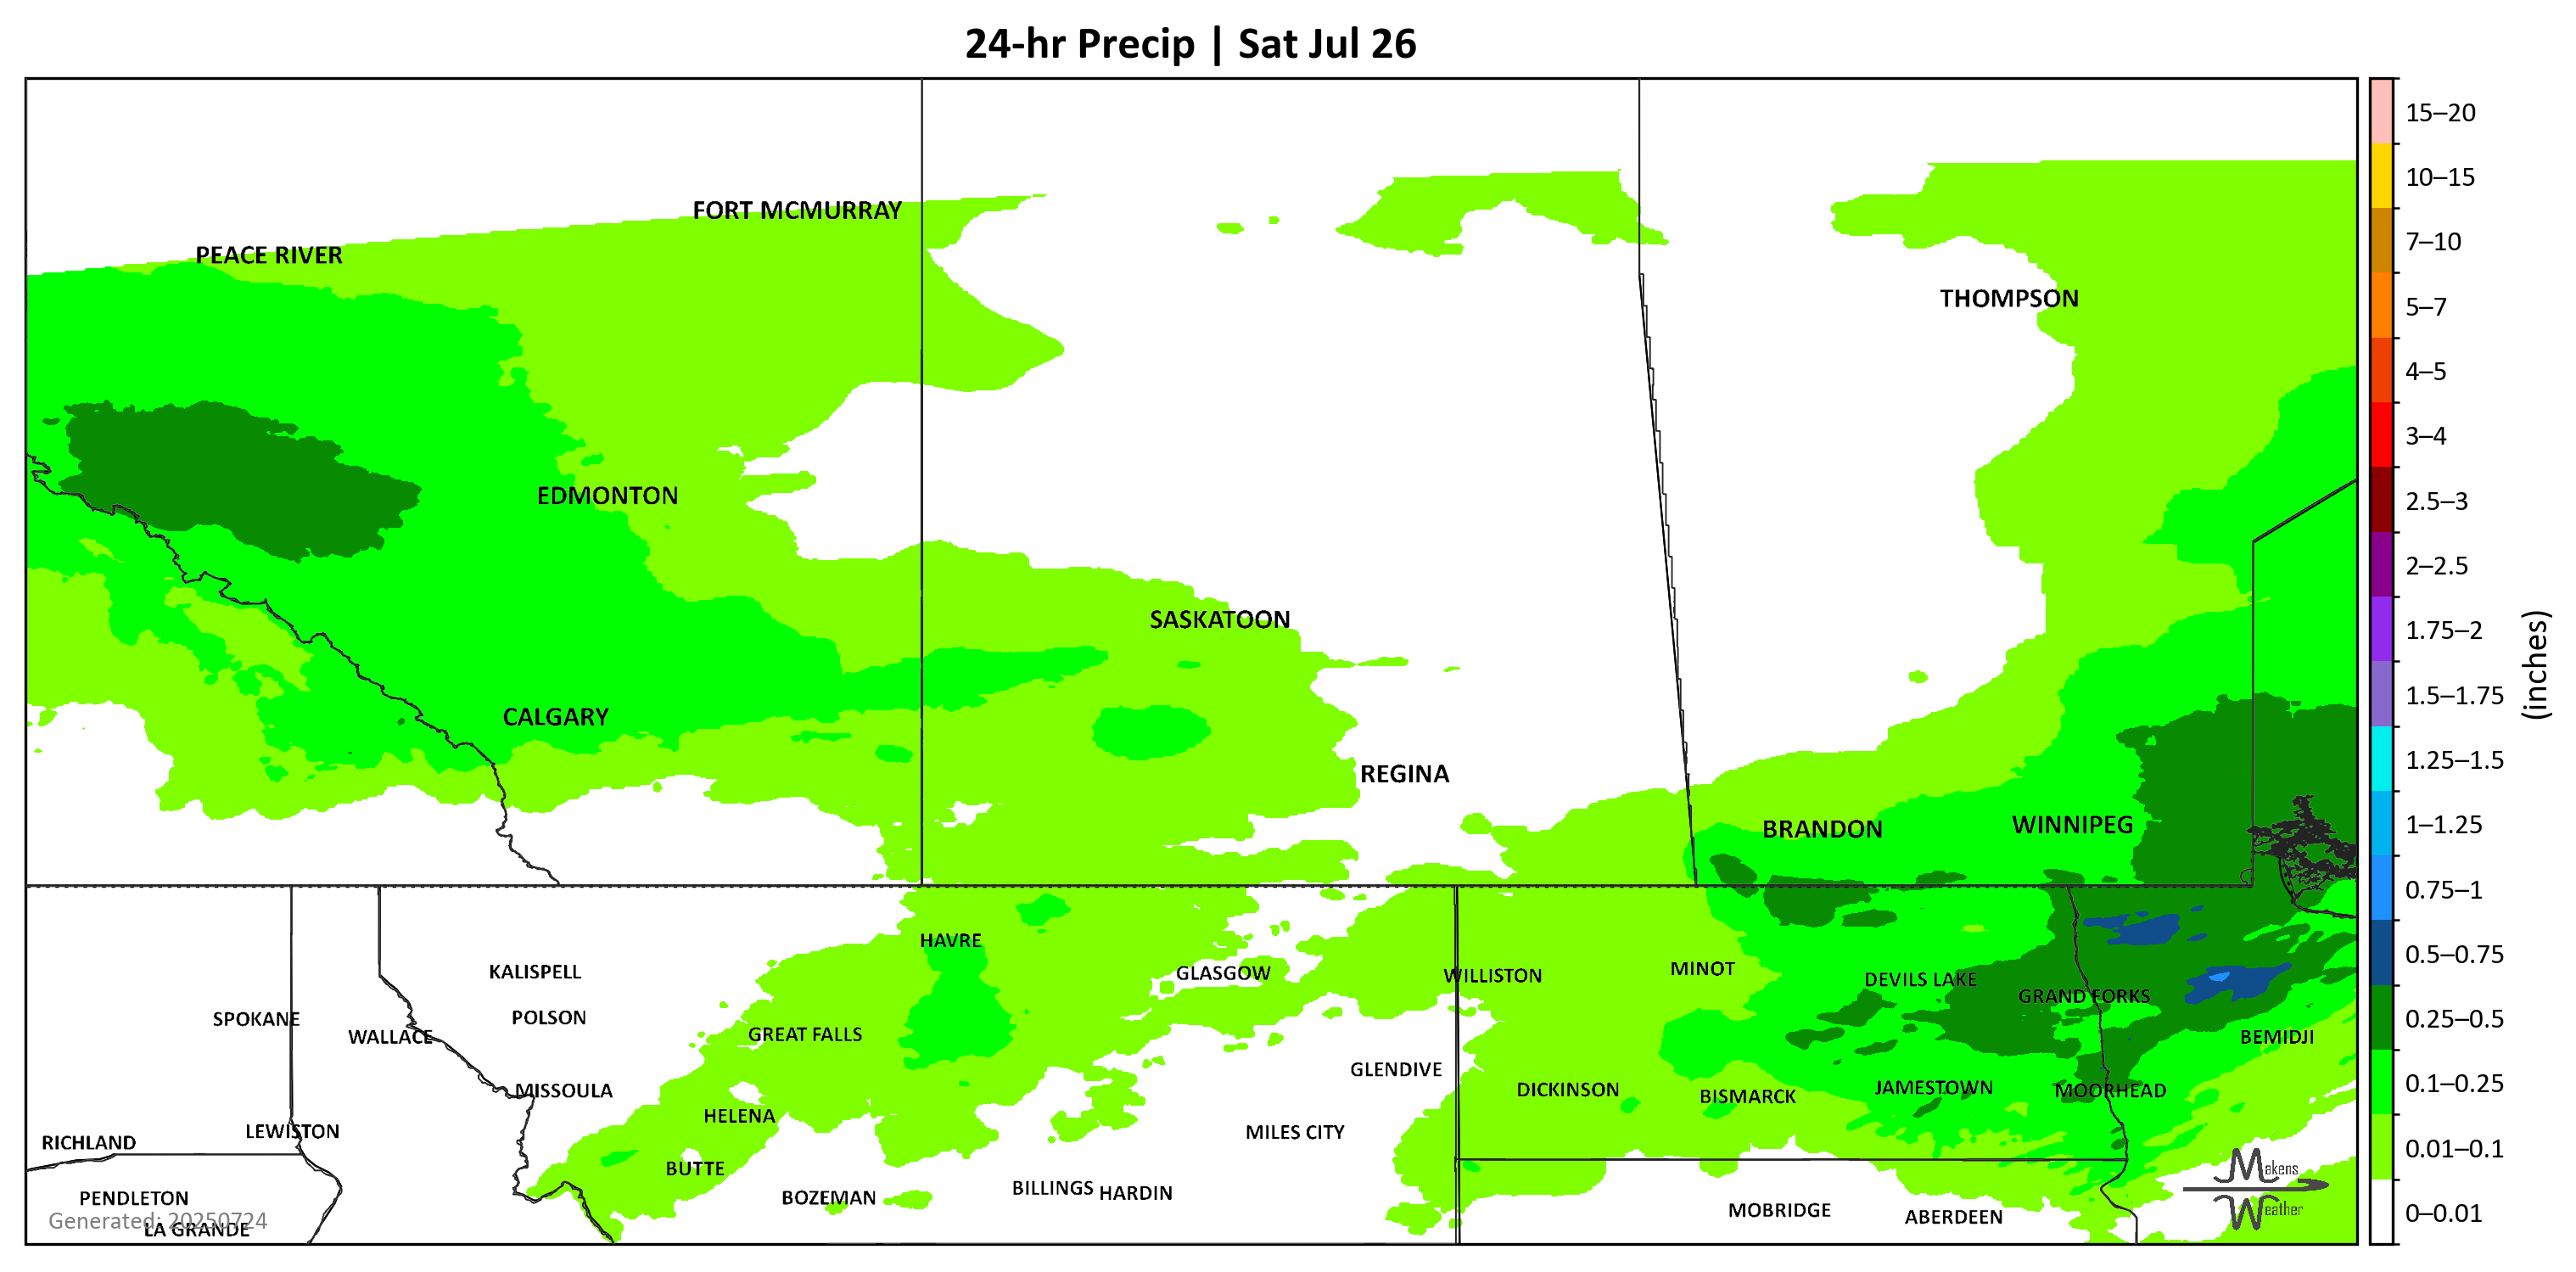 24-hr Precip | Sat Jul 26
FORT MCMURRAY
PEACE RIVER
THOMPSON
EDMONTON
SASKATOON
CALGARY
REGINA
BRANDON
WINNIPEG
HAVRE
KALISPELL
GLASGOW
WILLISTON
MINOT
DEVILS LAKE
GRAND FORKS
SPOKANE
POLSON
WALLACE
GREAT FALLS
BEMIDJI
GLENDIVE
MISSOULA
DICKINSON
BISMARCK
JAMESTOWN
MOORHEAD
HELENA
RICHLAND
LEWISTON
MILES CITY
BUTTE
PENDLETON
BOZEMAN
BILLINGS
HARDIN
MOBRIDGE
ABERDEEN
Generated: 20250724
LA GRANDE
Makens
Weather
15–20
10–15
7–10
5–7
4–5
3–4
2.5–3
2–2.5
1.75–2
1.5–1.75
1.25–1.5
1–1.25
0.75–1
0.5–0.75
0.25–0.5
0.1–0.25
0.01–0.1
0–0.01
(inches)